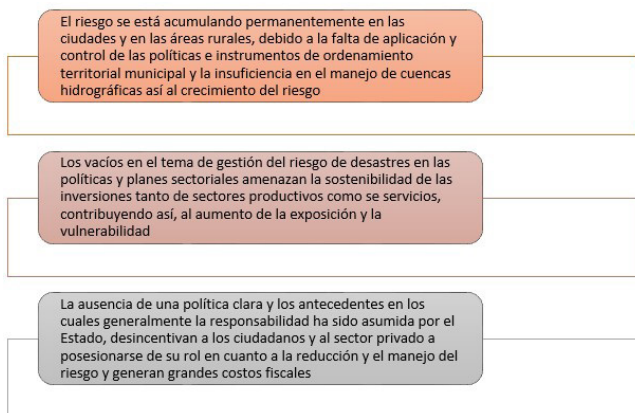 El riesgo se está acumulando permanentemente en las
ciudades y en las áreas rurales, debido a la falta de aplicación y
control de las políticas e instrumentos de ordenamiento
territorial municipal y la insuficiencia en el manejo de cuencas
hidrográficas así al crecimiento del riesgo
Los vacíos en el tema de gestión del riesgo de desastres en las
políticas y planes sectoriales amenazan la sostenibilidad de las
inversiones tanto de sectores productivos como se servicios,
contribuyendo así, al aumento de la exposición y la
vulnerabilidad
La ausencia de una política clara y los antecedentes en los
cuales generalmente la responsabilidad ha sido asumida por el
Estado, desincentivan a los ciudadanos y al sector privado a
posesionarse de su rol en cuanto a la reducción y el manejo del
riesgo y generan grandes costos fiscales